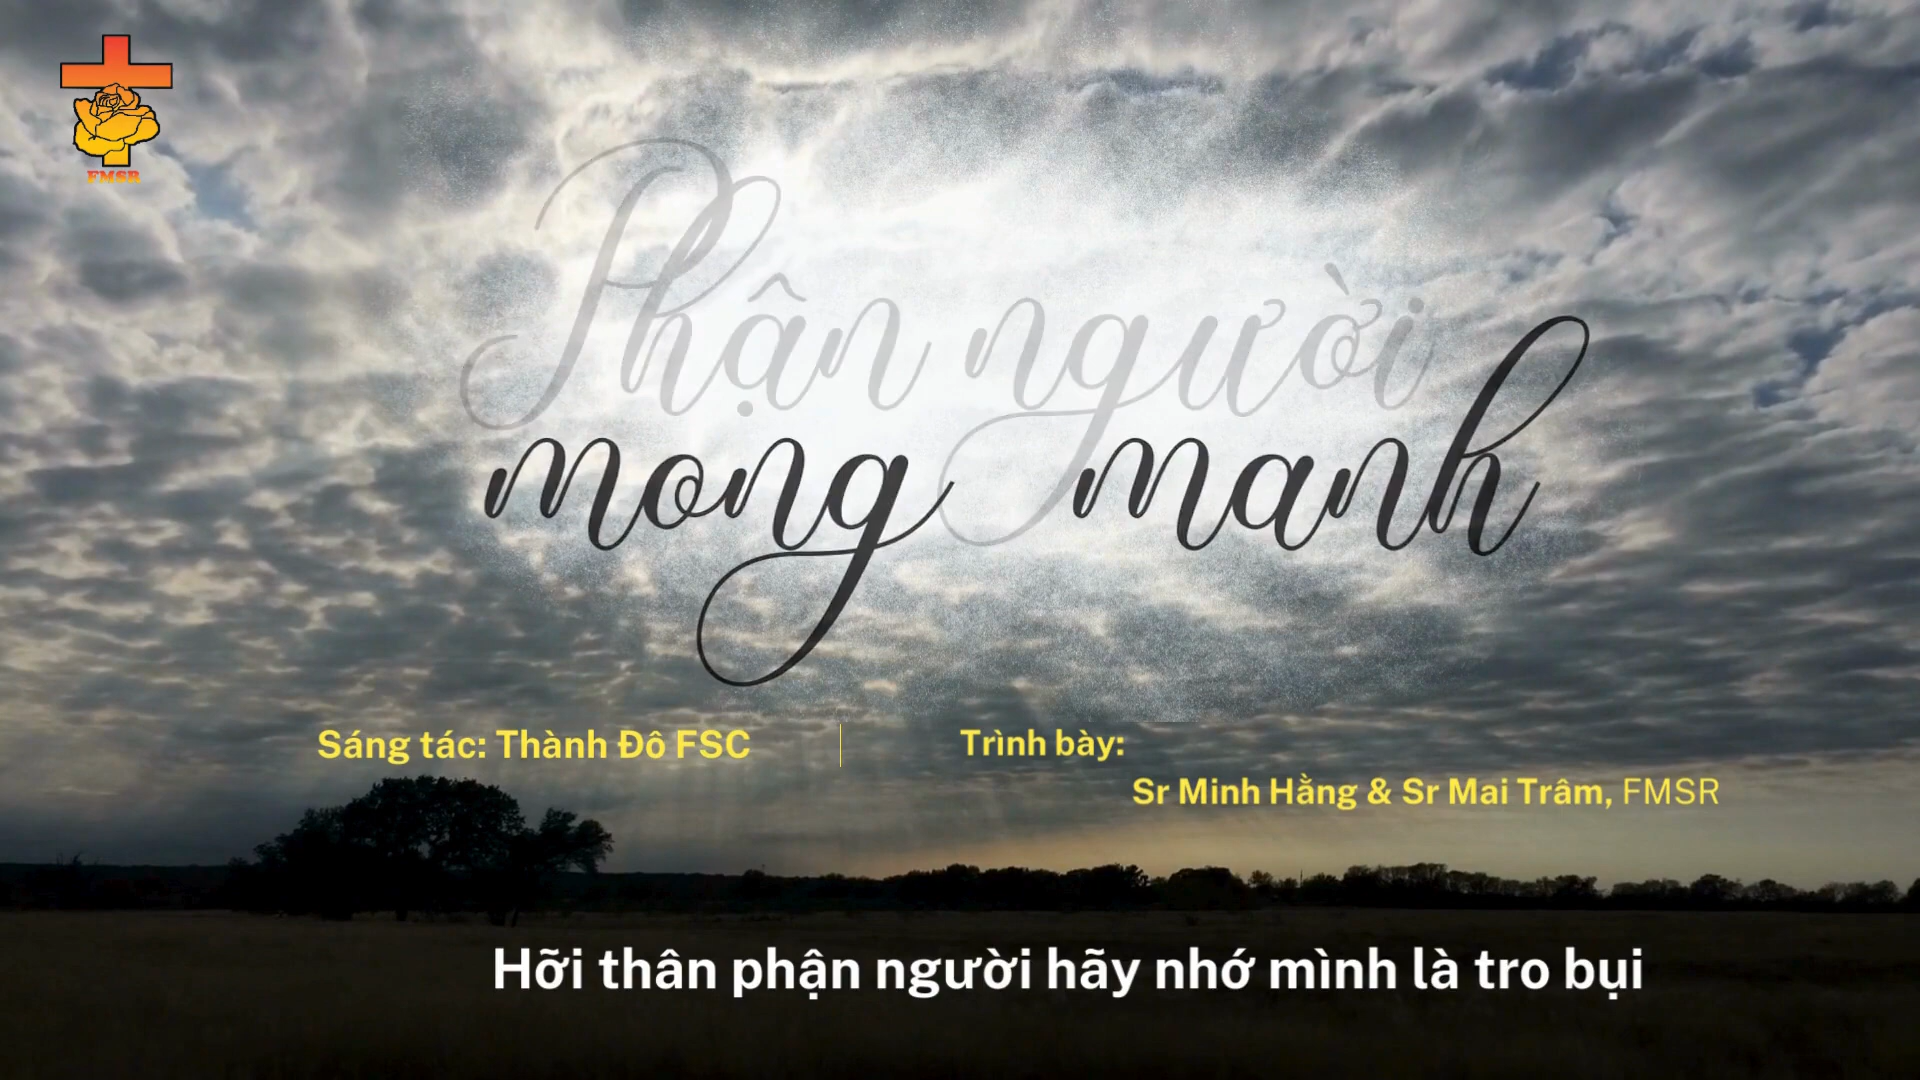 FMSR
Phận người
mong manh
Sáng tác: Thành Đô FSC
Trình bày:
Sr Minh Hằng & Sr Mai Trâm, FMSR
Hỡi thân phận người hãy nhớ mình là tro bụi